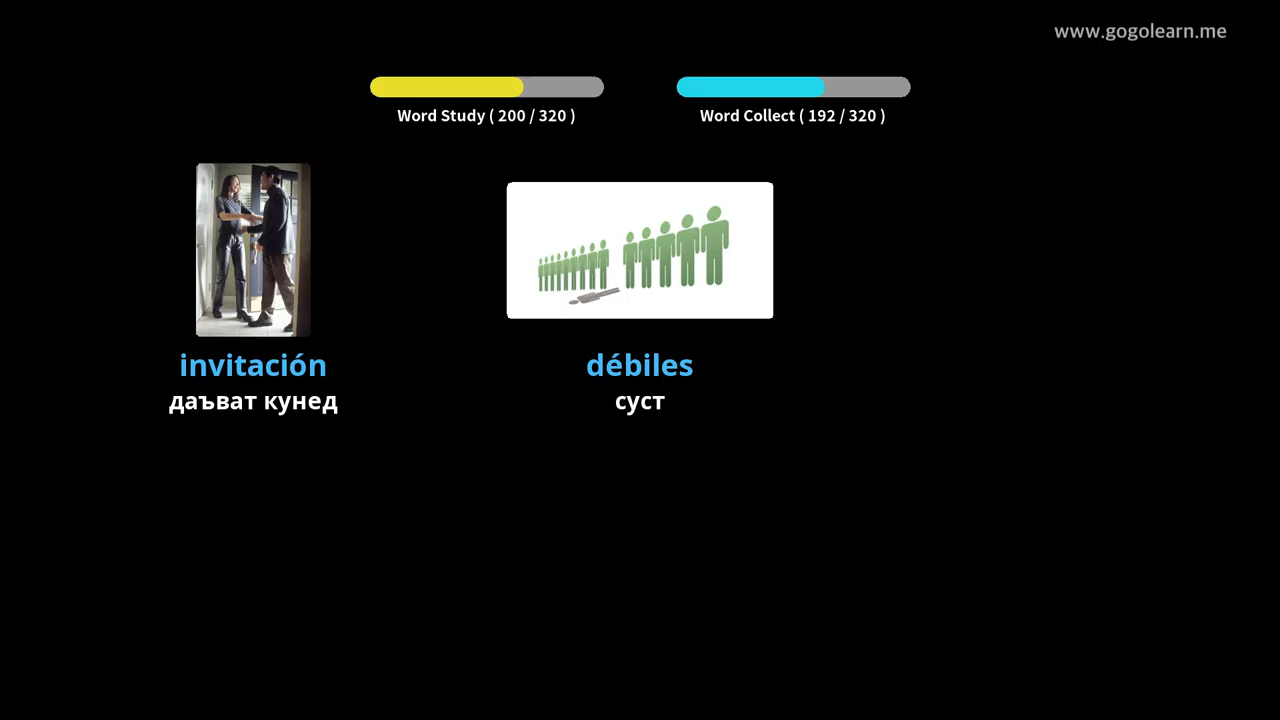 www.gogolearn.me
Word Study ( 200 / 320 )
Word Collect ( 192 / 320 )
invitación
даъват кунед
débiles
суст